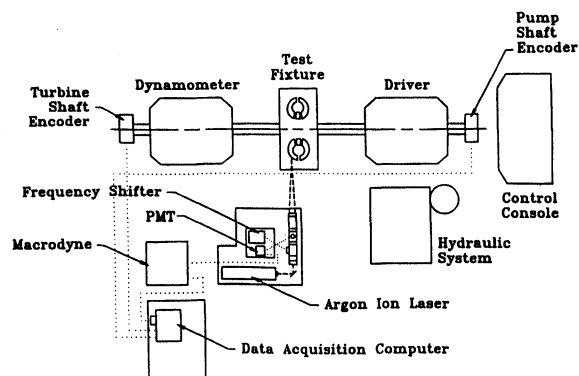 Pump
Shaft
Encoder
Test
Fixture
Dynamometer
Driver
Turbine
Shaft
Encoder
Control
Console
Frequency Shifter
PMT
Macrodyne
Hydraulic
System
Argon Ion Laser
Data Acquisition Computer